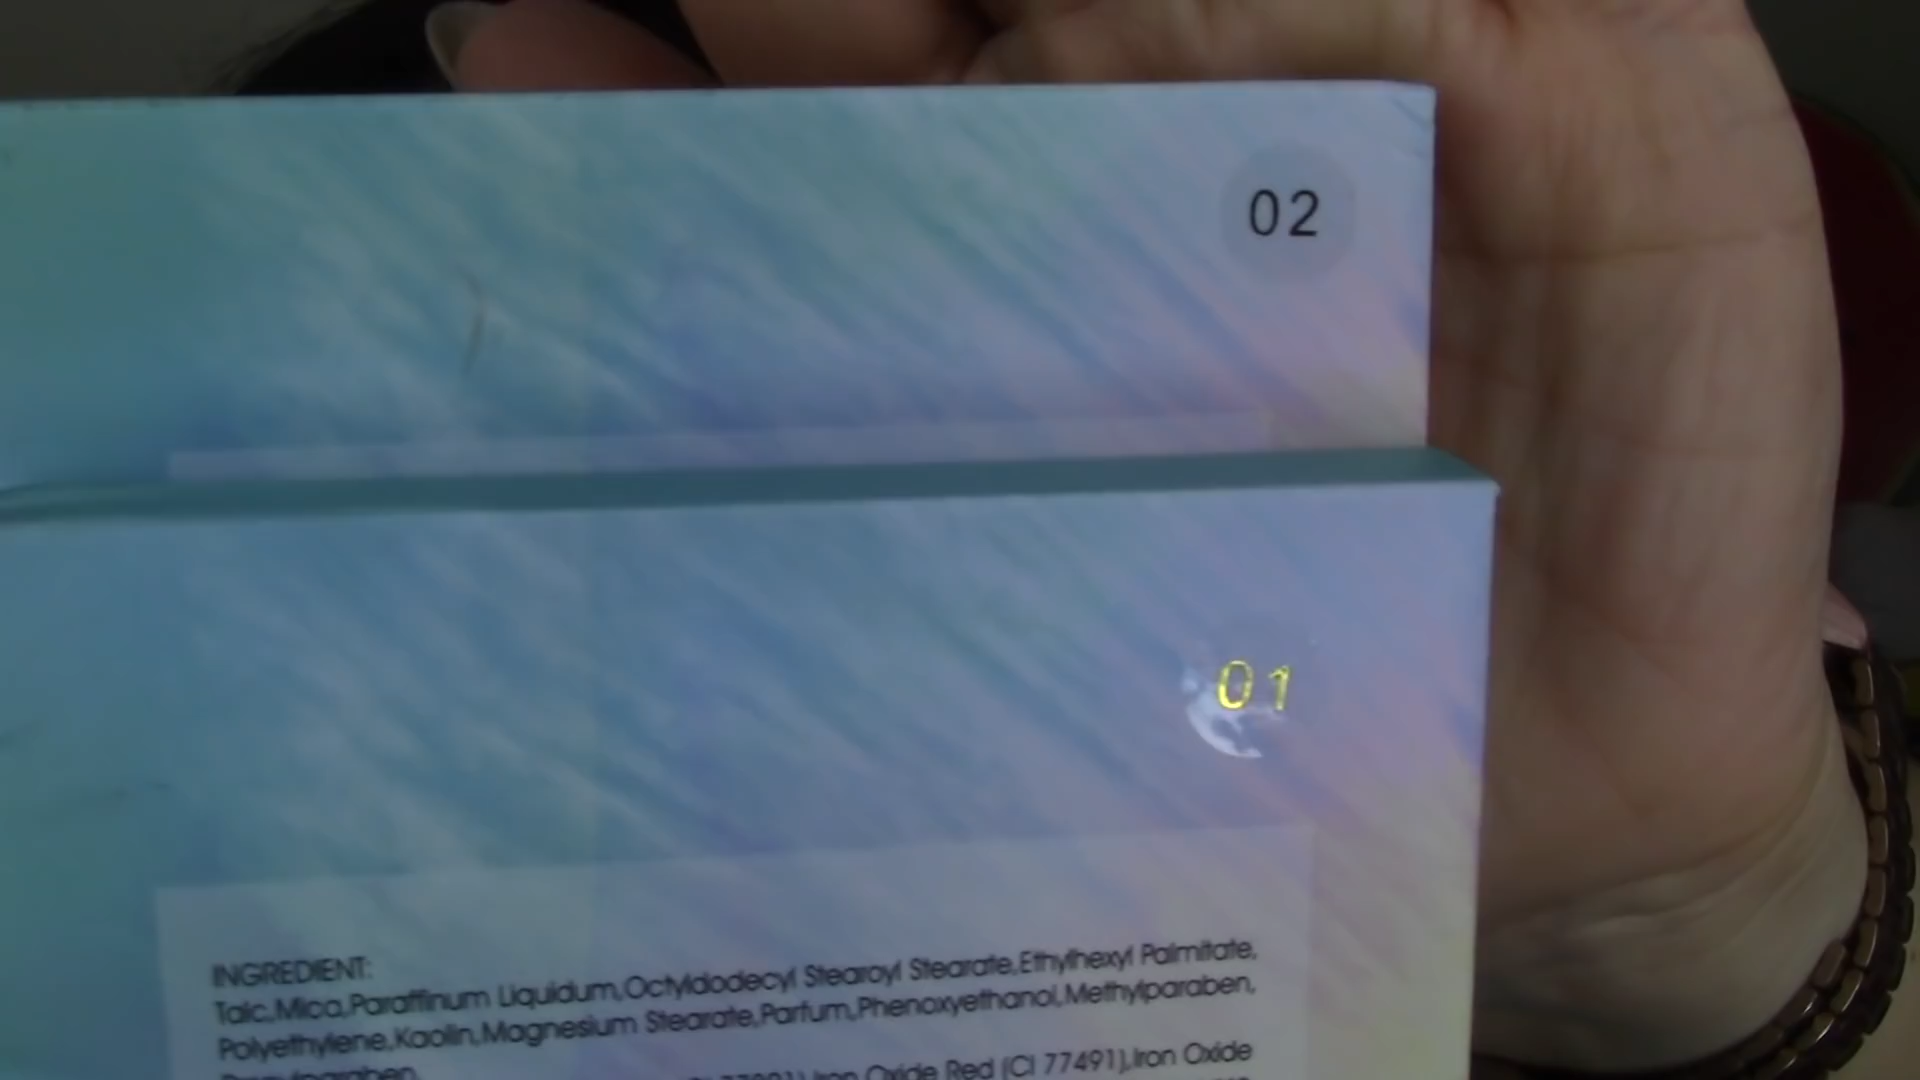 02
01
INGREDIENT:
Talc,Mica,Paraffinum Liquidum,Octyldodecyl Stearoyl Stearate,Ethylhexyl Palmitate,
Polyethylene,Kaolin,Magnesium Stearate,Parfum,Phenoxyethanol,Methylparaben,
Iron Oxide Red (CI 77491),Iron Oxide